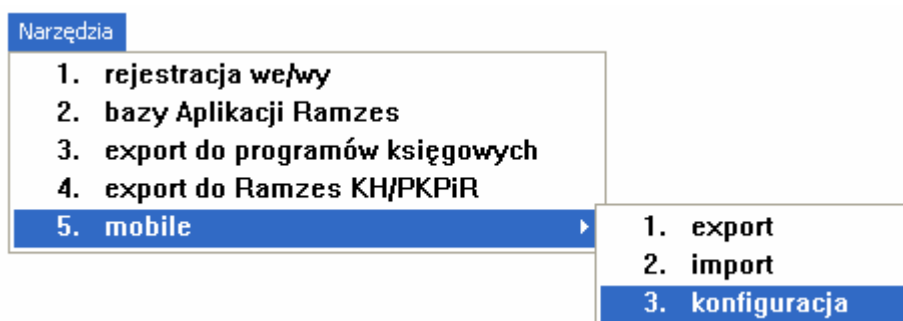 Narzędzia
1. rejestracja we/wy
2. bazy Aplikacji Ramzes
3. export do programów księgowych
4. export do Ramzes KH/PKPiR
5. mobile
1. export
2. import
3. konfiguracja